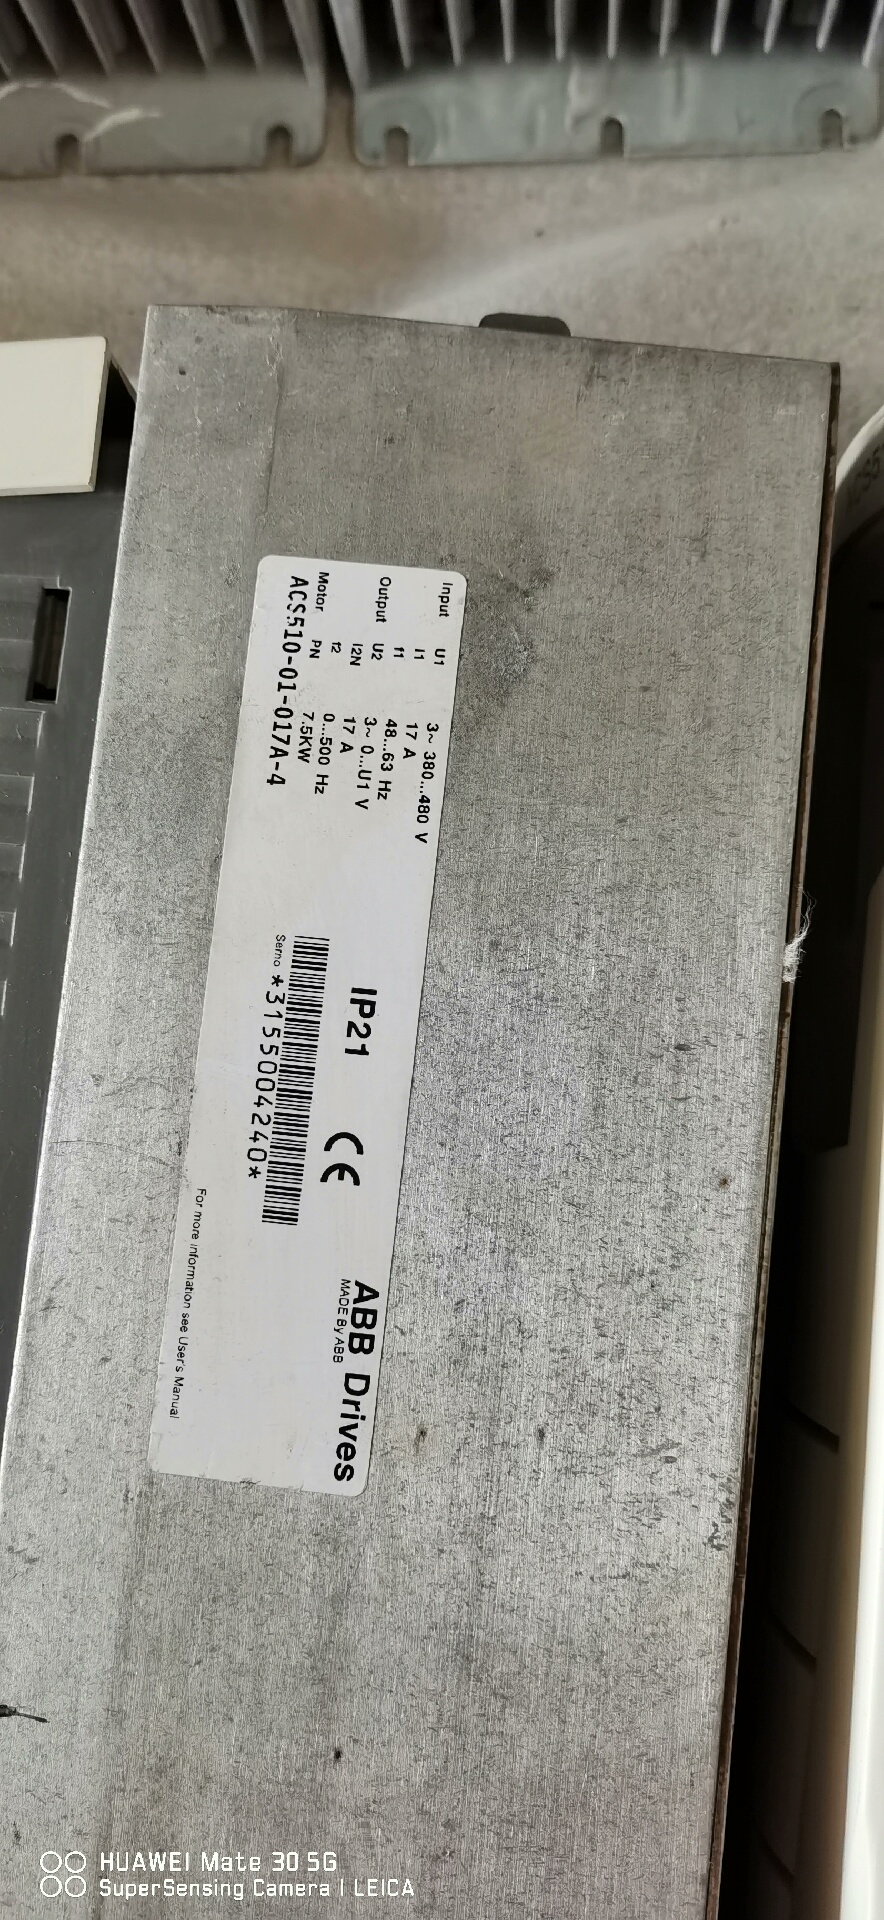 Input U1 3~ 380...480 V
I1 17 A
f1 48...63 Hz
Output U2 3~ 0...U1 V
I2N 17 A
f2 0...500 Hz
Motor PN 7.5KW
ACS510-01-017A-4
IP21
CE
Serno *3155004240*
ABB Drives
MADE By ABB
For more information see User's Manual
HUAWEI Mate 30 5G
SuperSensing Camera | LEICA